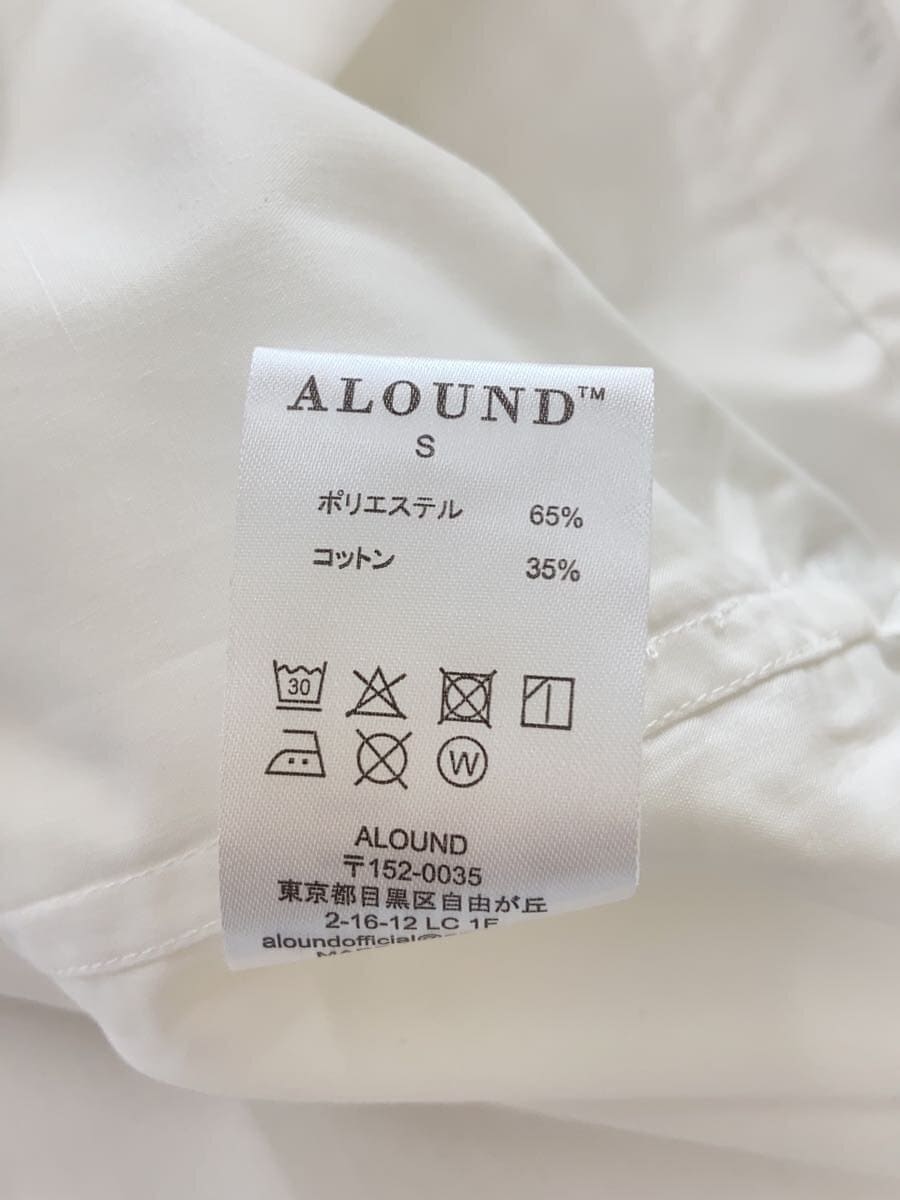 ALOUND™
S
ポリエステル 65%
コットン 35%
30
W
ALOUND
〒152-0035
東京都目黒区自由が丘
2-16-12 LC 1F
aloundofficial@